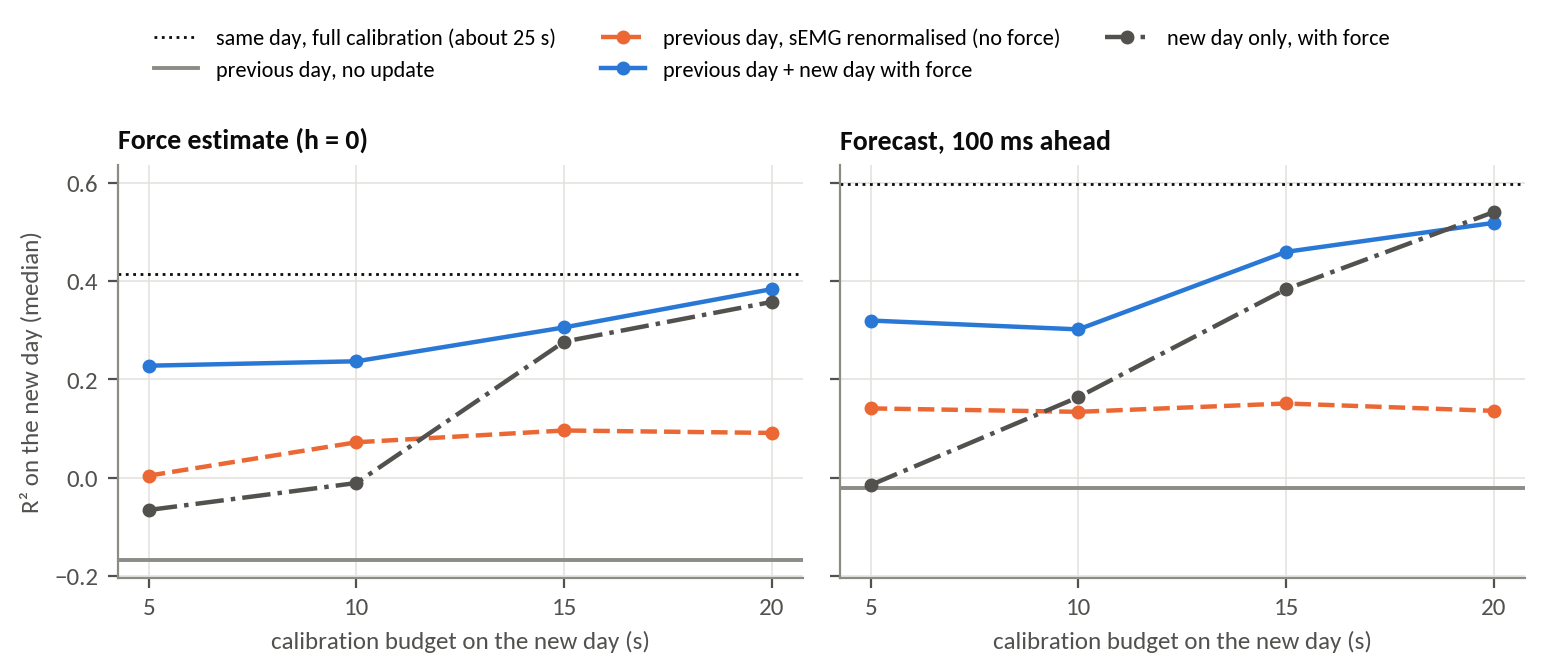 same day, full calibration (about 25 s)
previous day, sEMG renormalised (no force)
new day only, with force
previous day, no update
previous day + new day with force
Force estimate (h = 0)
Forecast, 100 ms ahead
R² on the new day (median)
0.6
0.4
0.2
0.0
−0.2
5 10 15 20
5 10 15 20
calibration budget on the new day (s)
calibration budget on the new day (s)